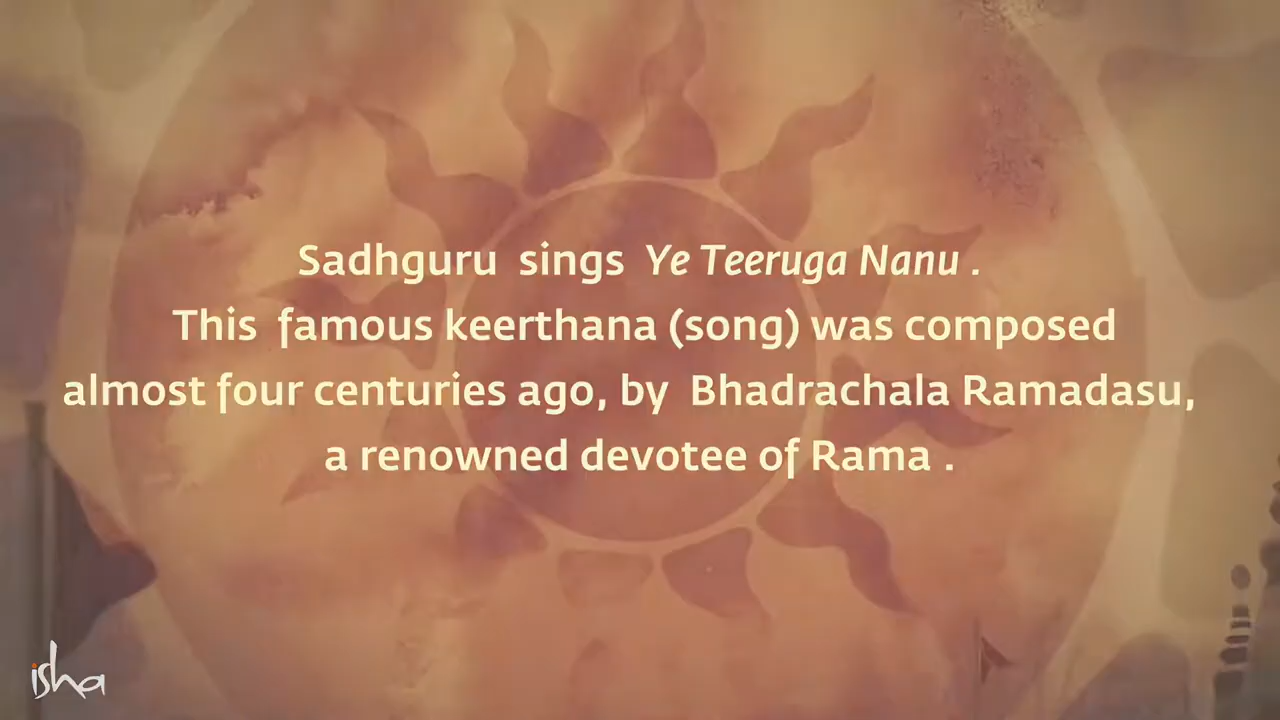 Sadhguru sings Ye Teeruga Nanu .
This famous keerthana (song) was composed
almost four centuries ago, by Bhadrachala Ramadasu,
a renowned devotee of Rama .
isha